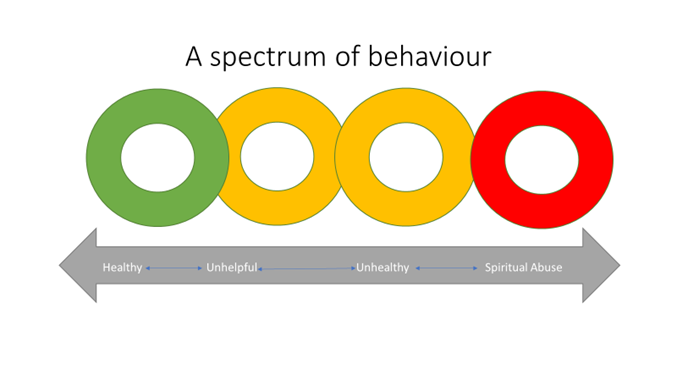 A spectrum of behaviour
Healthy Unhelpful Unhealthy Spiritual Abuse